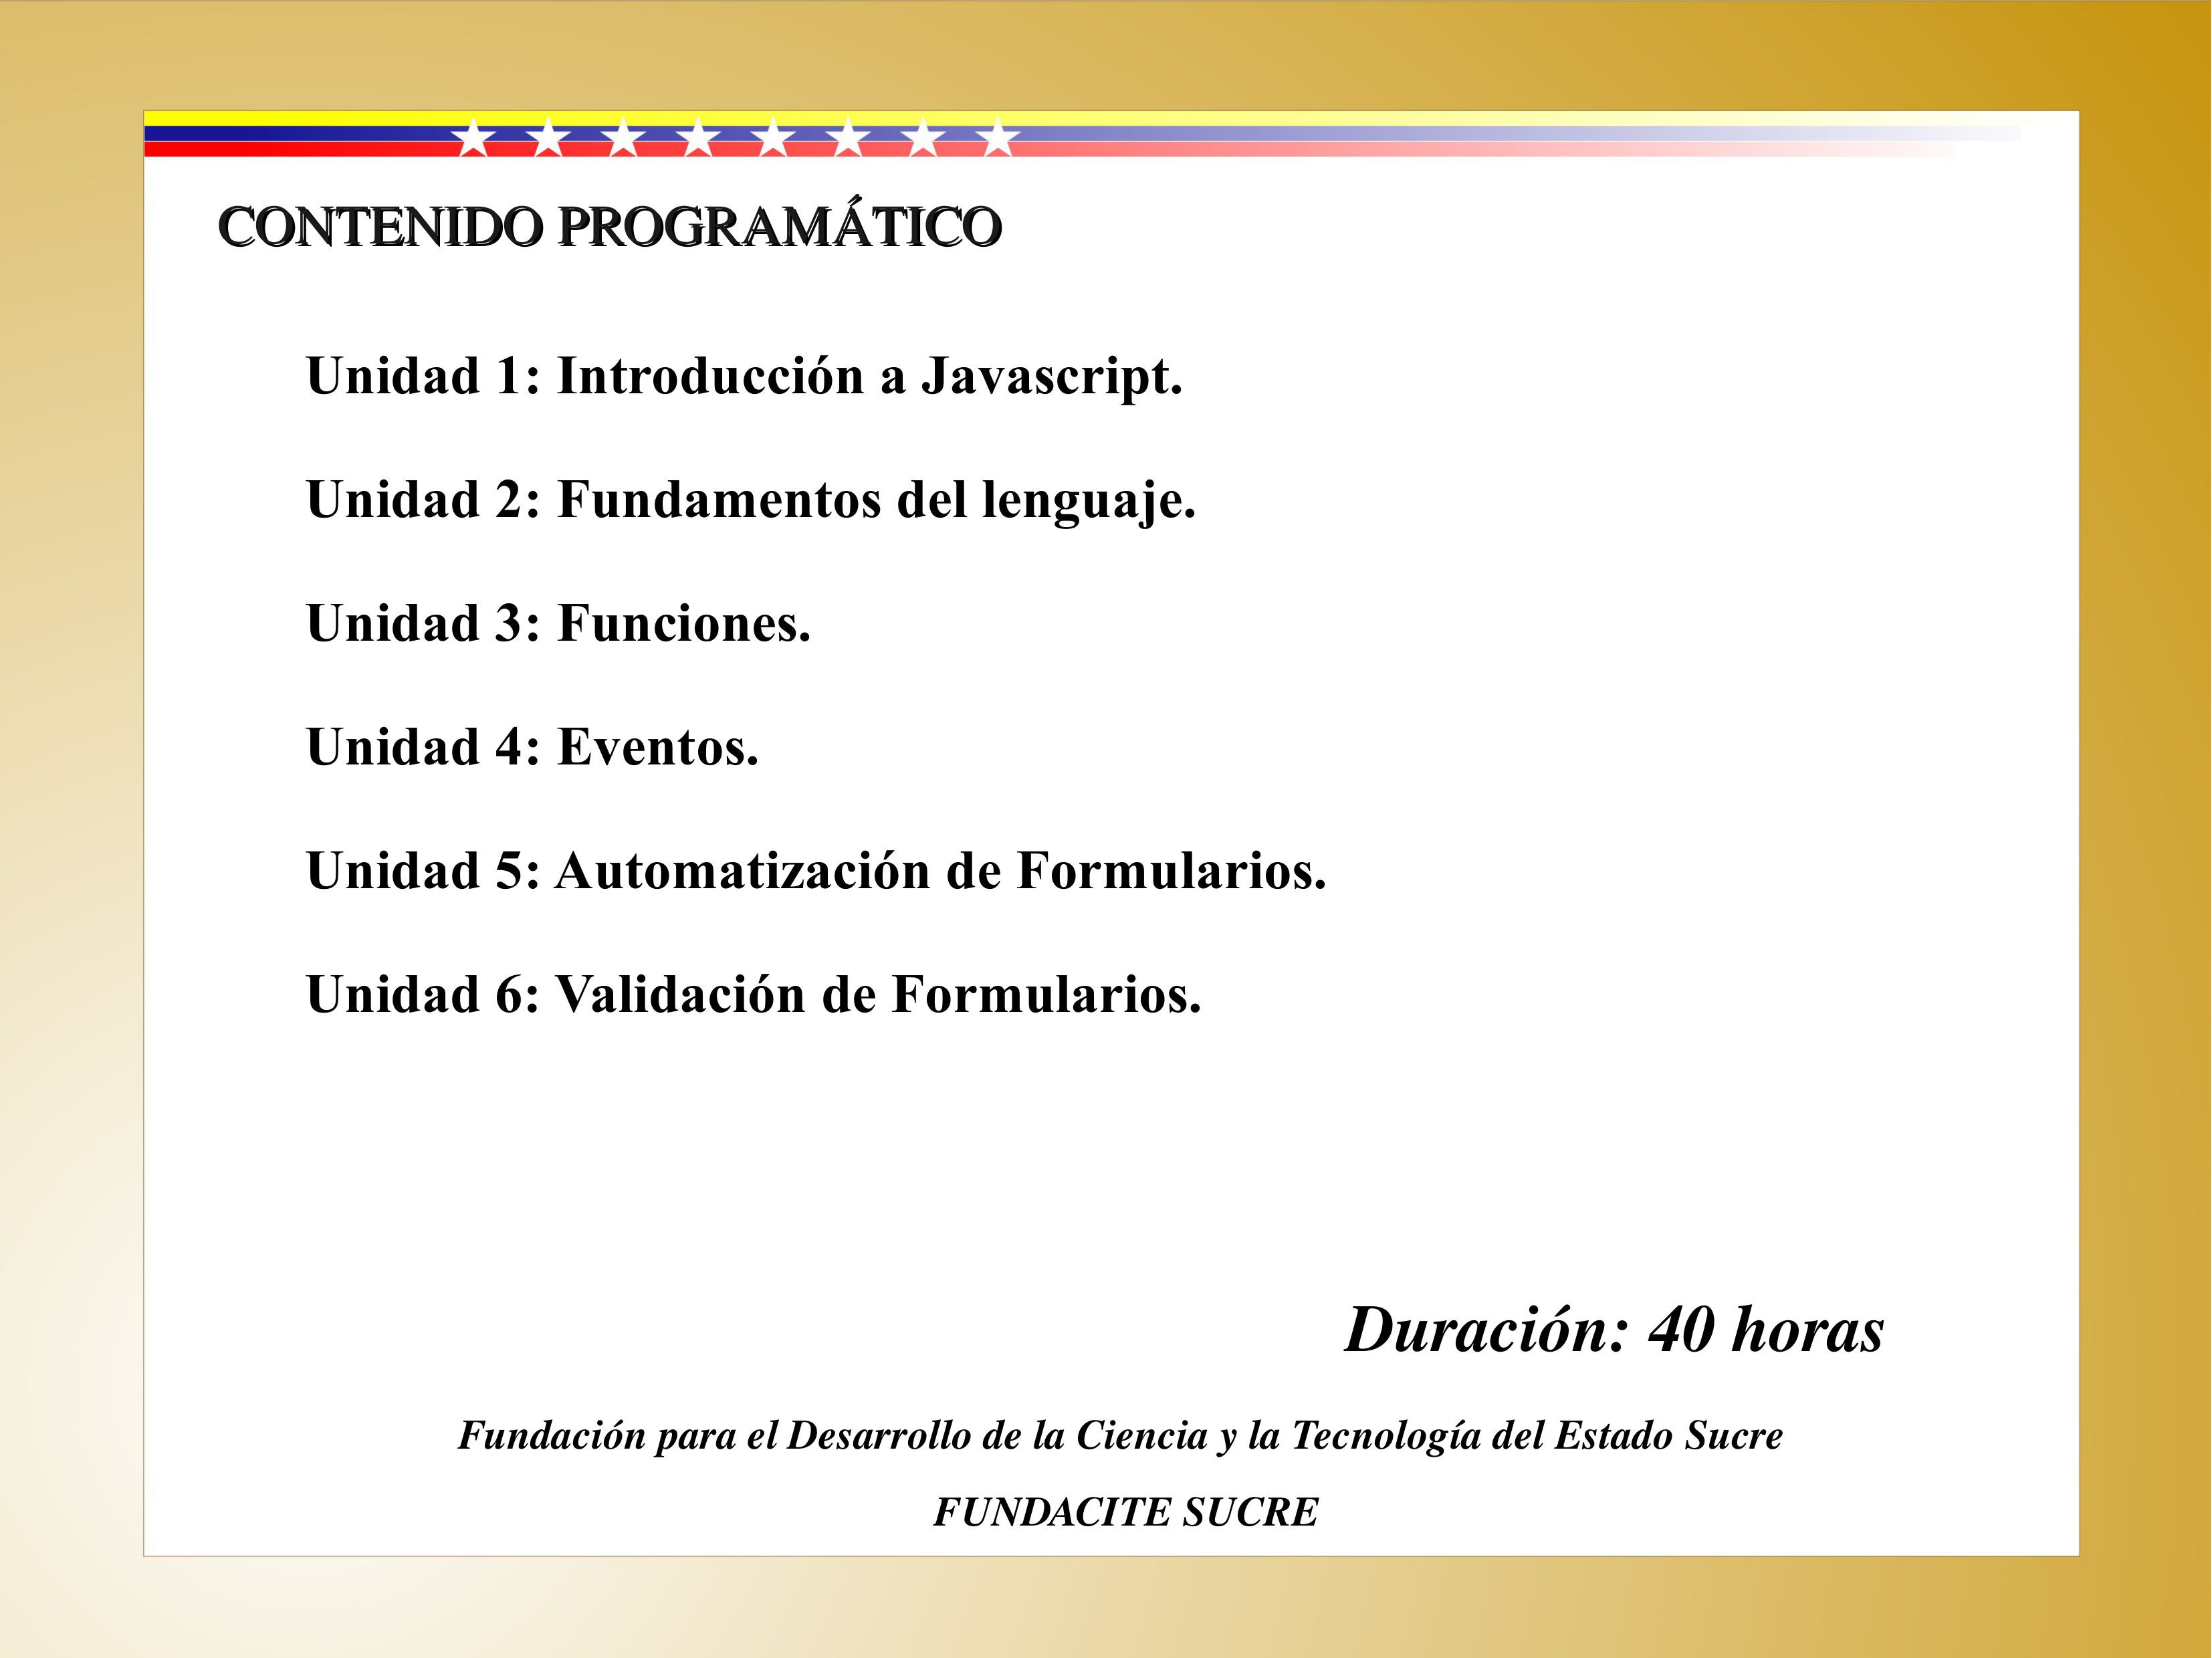 CONTENIDO PROGRAMÁTICO
Unidad 1: Introducción a Javascript.
Unidad 2: Fundamentos del lenguaje.
Unidad 3: Funciones.
Unidad 4: Eventos.
Unidad 5: Automatización de Formularios.
Unidad 6: Validación de Formularios.
Duración: 40 horas
Fundación para el Desarrollo de la Ciencia y la Tecnología del Estado Sucre
FUNDACITE SUCRE